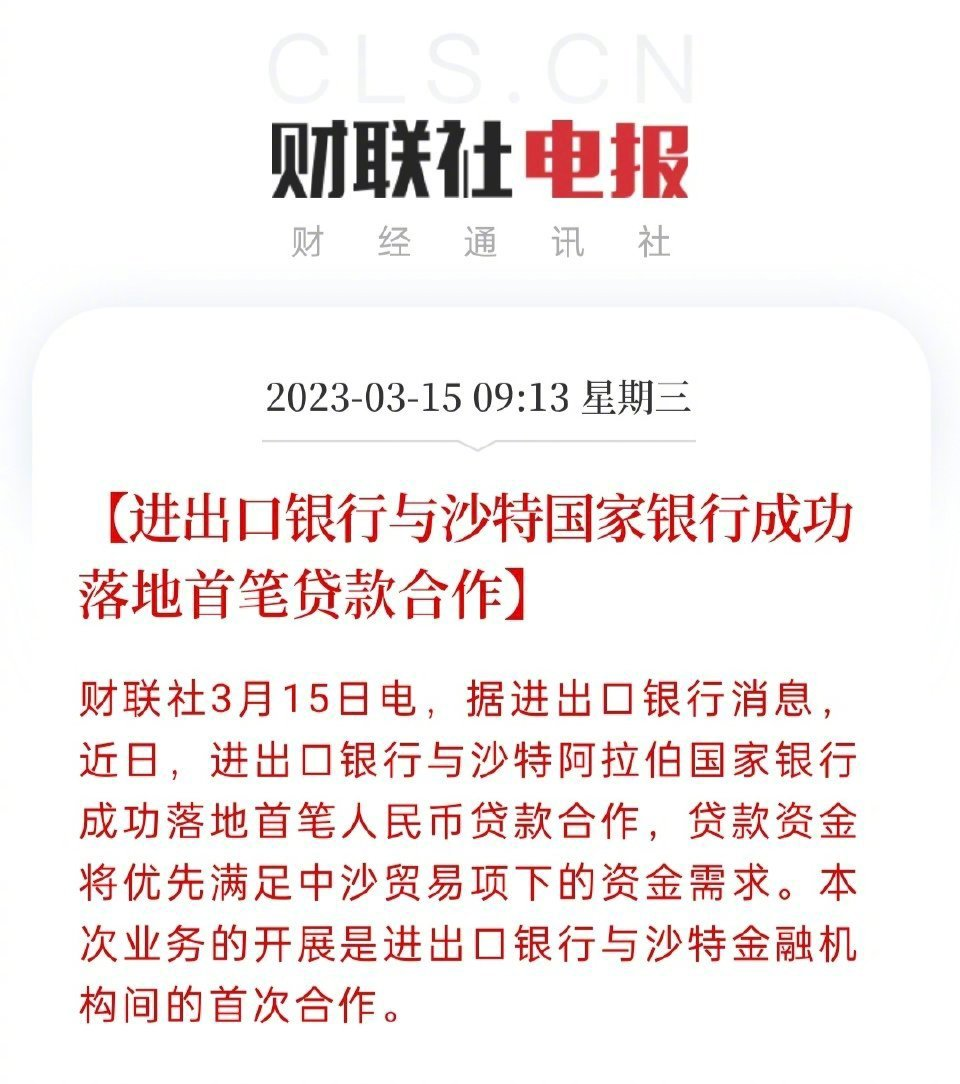 CLS.CN
财联社电报
财经通讯社
2023-03-15 09:13 星期三
【进出口银行与沙特国家银行成功
落地首笔贷款合作】
财联社3月15日电，据进出口银行消息，
近日，进出口银行与沙特阿拉伯国家银行
成功落地首笔人民币贷款合作，贷款资金
将优先满足中沙贸易项下的资金需求。本
次业务的开展是进出口银行与沙特金融机
构间的首次合作。